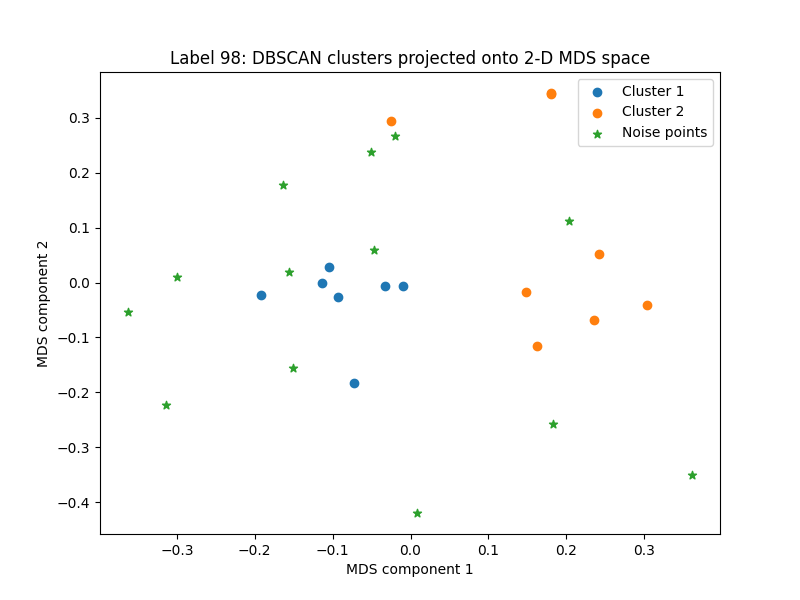 Label 98: DBSCAN clusters projected onto 2-D MDS space
Cluster 1
Cluster 2
Noise points
MDS component 2
0.3
0.2
0.1
0.0
−0.1
−0.2
−0.3
−0.4
−0.3
−0.2
−0.1
0.0
0.1
0.2
0.3
MDS component 1